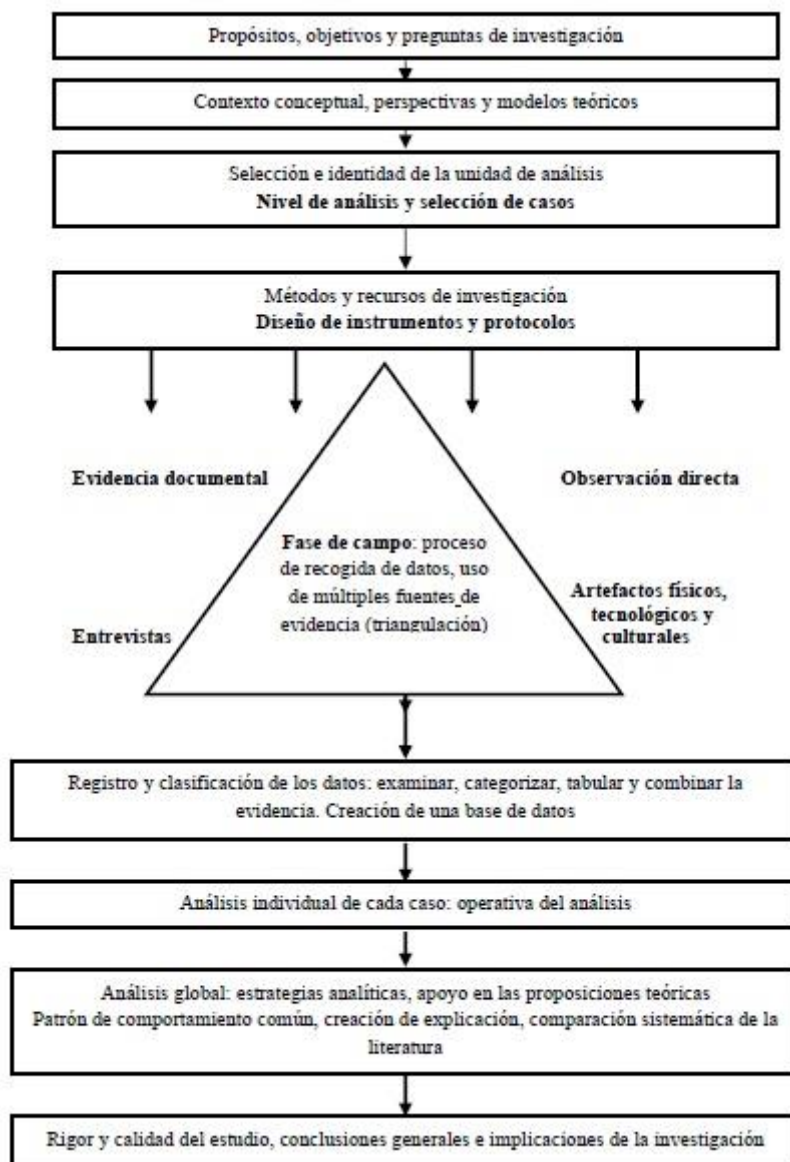 Propósitos, objetivos y preguntas de investigación
Contexto conceptual, perspectivas y modelos teóricos
Selección e identidad de la unidad de análisis
Nivel de análisis y selección de casos
Métodos y recursos de investigación
Diseño de instrumentos y protocolos
Evidencia documental
Observación directa
Fase de campo: proceso
de recogida de datos, uso
de múltiples fuentes de
evidencia (triangulación)
Entrevistas
Artefactos físicos,
tecnológicos y
culturales
Registro y clasificación de los datos: examinar, categorizar, tabular y combinar la
evidencia. Creación de una base de datos
Análisis individual de cada caso: operativa del análisis
Análisis global: estrategias analíticas, apoyo en las proposiciones teóricas
Patrón de comportamiento común, creación de explicación, comparación sistemática de la
literatura
Rigor y calidad del estudio, conclusiones generales e implicaciones de la investigación